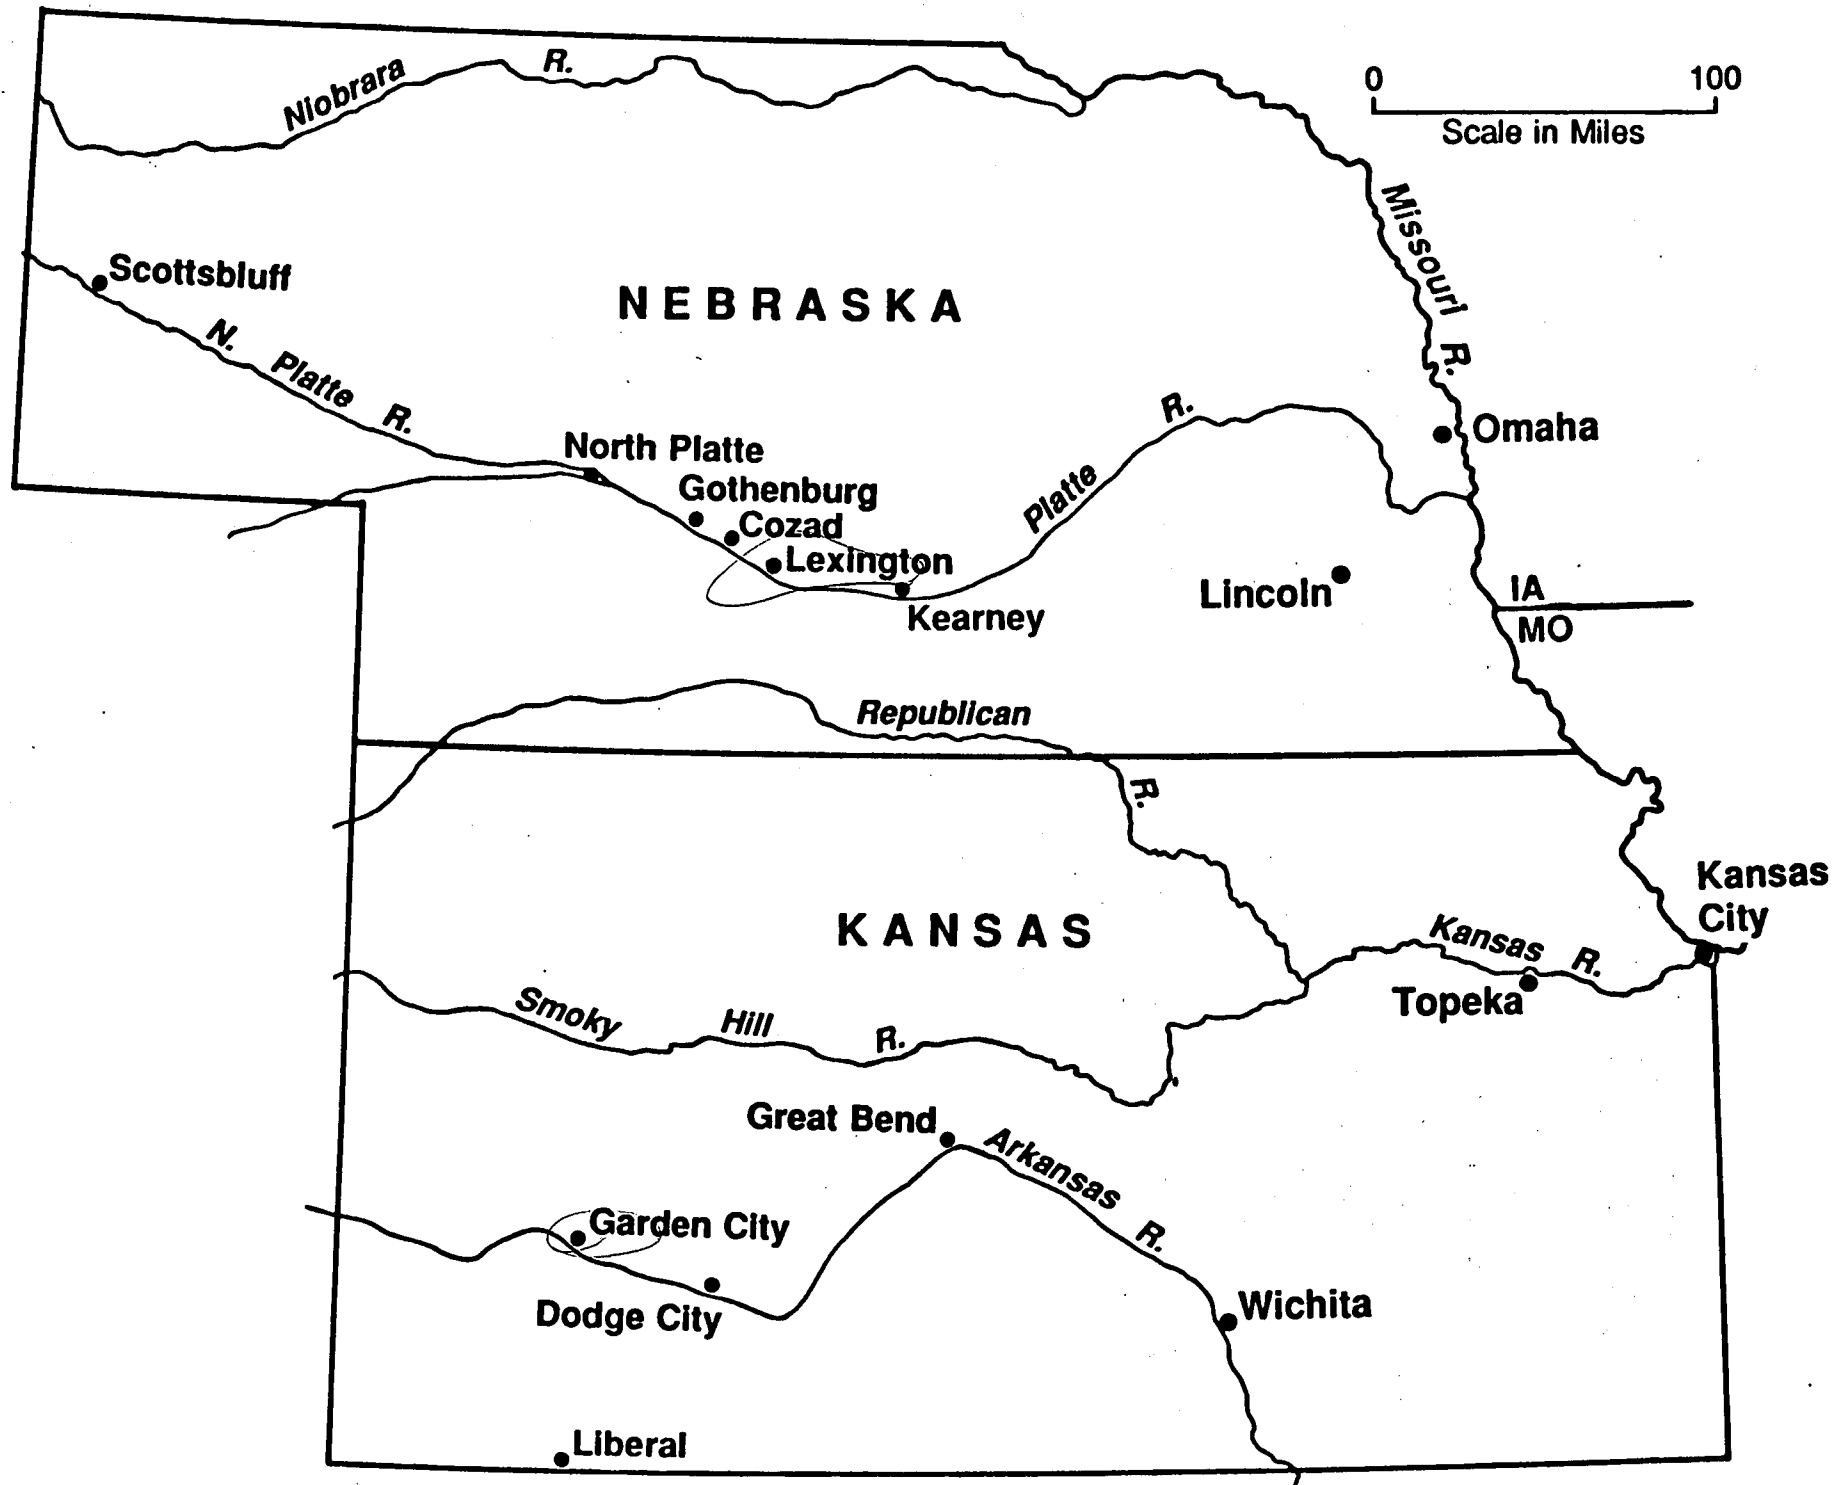 Niobrara R.
0 100
Scale in Miles
Missouri R.
Scottsbluff
NEBRASKA
N. Platte R.
North Platte
Gothenburg
Cozad
Lexington
Kearney
Platte R.
Omaha
Lincoln
IA
MO
Republican R.
KANSAS
Kansas
City
Kansas R.
Topeka
Smoky Hill R.
Great Bend
Arkansas R.
Garden City
Dodge City
Wichita
Liberal